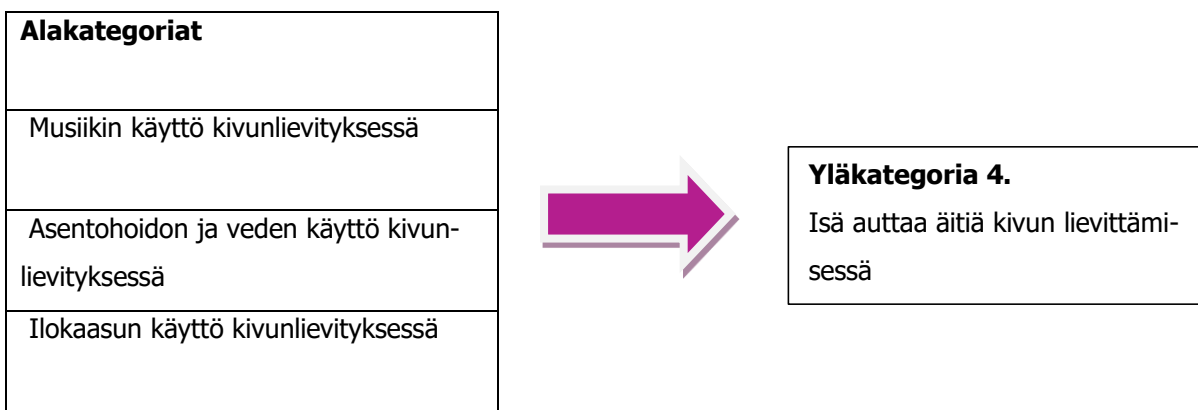 Alakategoriat
Musiikin käyttö kivunlievityksessä
Asentohoidon ja veden käyttö kivun-
lievityksessä
Ilokaasun käyttö kivunlievityksessä
Yläkategoria 4.
Isä auttaa äitiä kivun lievittämi-
sessä